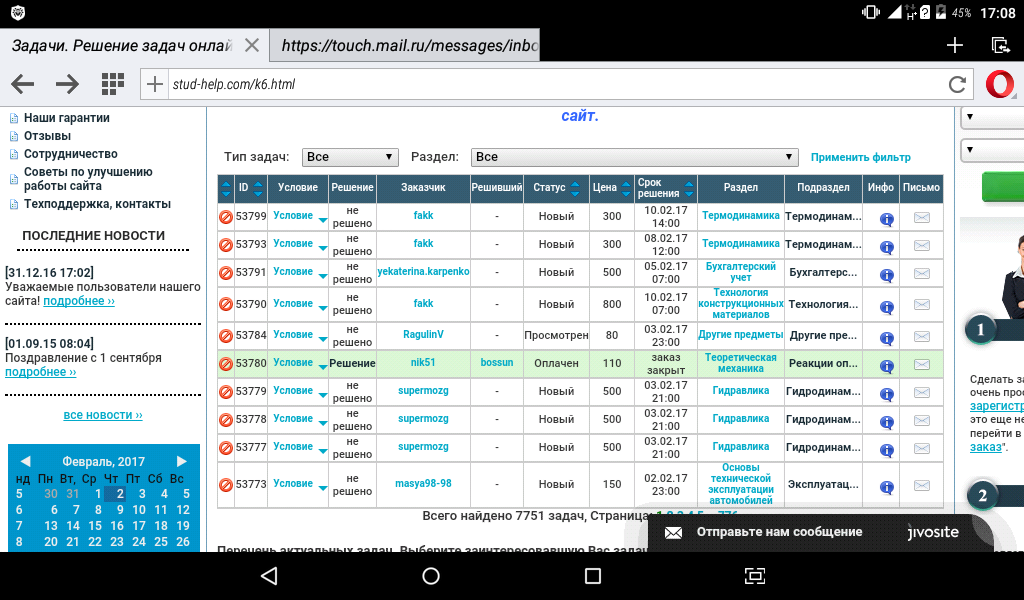 45% 17:08
Задачи. Решение задач онлай
https://touch.mail.ru/messages/inbo
stud-help.com/k6.html
Наши гарантии
Отзывы
Сотрудничество
Советы по улучшению
работы сайта
Техподдержка, контакты
ПОСЛЕДНИЕ НОВОСТИ
[31.12.16 17:02]
Уважаемые пользователи нашего
сайта! подробнее ››
[01.09.15 08:04]
Поздравление с 1 сентября
подробнее ››
все новости ››
Февраль, 2017
нд Пн Вт, Ср Чт Пт Сб Вс
5 30 31 1 2 3 4 5
6 6 7 8 9 10 11 12
7 13 14 15 16 17 18 19
8 20 21 22 23 24 25 26
сайт.
Тип задач: Все Раздел: Все Применить фильтр
ID Условие Решение Заказчик Решивший Статус Цена Срок решения Раздел Подраздел Инфо Письмо
53799 Условие не решено fakk - Новый 300 10.02.17 14:00 Термодинамика Термодинам...
53793 Условие не решено fakk - Новый 300 08.02.17 12:00 Термодинамика Термодинам...
53791 Условие не решено yekaterina.karpenko - Новый 500 05.02.17 07:00 Бухгалтерский учет Бухгалтерс...
53790 Условие не решено fakk - Новый 800 10.02.17 07:00 Технология конструкционных материалов Технология...
53784 Условие не решено RagulinV - Просмотрен 80 03.02.17 23:00 Другие предметы Другие пре...
53780 Условие Решение nik51 bossun Оплачен 110 заказ закрыт Теоретическая механика Реакции оп...
53779 Условие не решено supermozg - Новый 500 03.02.17 21:00 Гидравлика Гидродинам...
53778 Условие не решено supermozg - Новый 500 03.02.17 21:00 Гидравлика Гидродинам...
53777 Условие не решено supermozg - Новый 500 03.02.17 21:00 Гидравлика Гидродинам...
53773 Условие не решено masya98-98 - Новый 150 02.02.17 23:00 Основы технической эксплуатации автомобилей Эксплуатац...
Всего найдено 7751 задач, Страница:
Перечень актуальных задач. Выберите заинтересовавшую Вас
Отправьте нам сообщение jivosite
1
Сделать
очень
зарегистр
это еще не
перейти в
заказ".
2